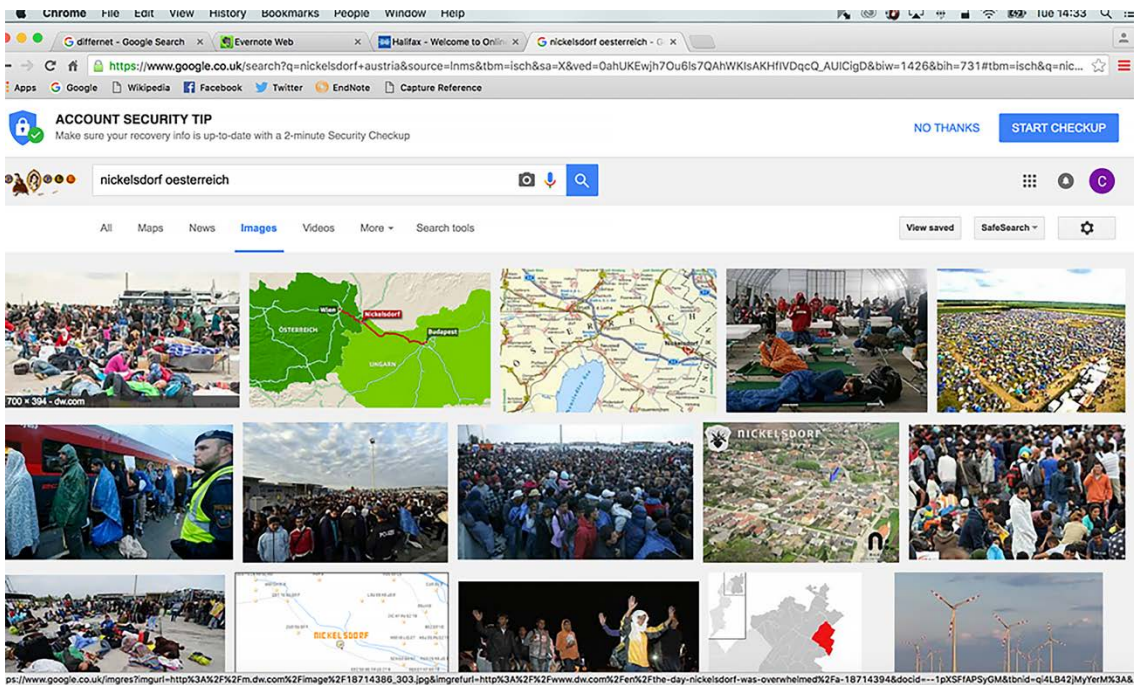 Chrome File Edit View History Bookmarks People Window Help Tue 14:33
differnet - Google Search Evernote Web Halifax - Welcome to Onlin nickelsdorf oesterreich - G
https://www.google.co.uk/search?q=nickelsdorf+austria&source=lnms&tbm=isch&sa=X&ved=0ahUKEwjh7Ou6ls7QAhWKIsAKHfIVDqcQ_AUICigD&biw=1426&bih=731#tbm=isch&q=nic...
Apps Google Wikipedia Facebook Twitter EndNote Capture Reference
ACCOUNT SECURITY TIP
Make sure your recovery info is up-to-date with a 2-minute Security Checkup
NO THANKS START CHECKUP
nickelsdorf oesterreich
C
All Maps News Images Videos More Search tools
View saved SafeSearch
Wien
Nickelsdorf
ÖSTERREICH
Budapest
UNGARN
700 × 394 - dw.com
NICKELSDORF
POLIZEI
NICKELSDORF
ps://www.google.co.uk/imgres?imgurl=http%3A%2F%2Fm.dw.com%2Fimage%2F18714386_303.jpg&imgrefurl=http%3A%2F%2Fwww.dw.com%2Fen%2Fthe-day-nickelsdorf-was-overwhelmed%2Fa-18714394&docid=--1pXSFfAPSyGM&tbnid=qi4LB42jMyYerM%3A&